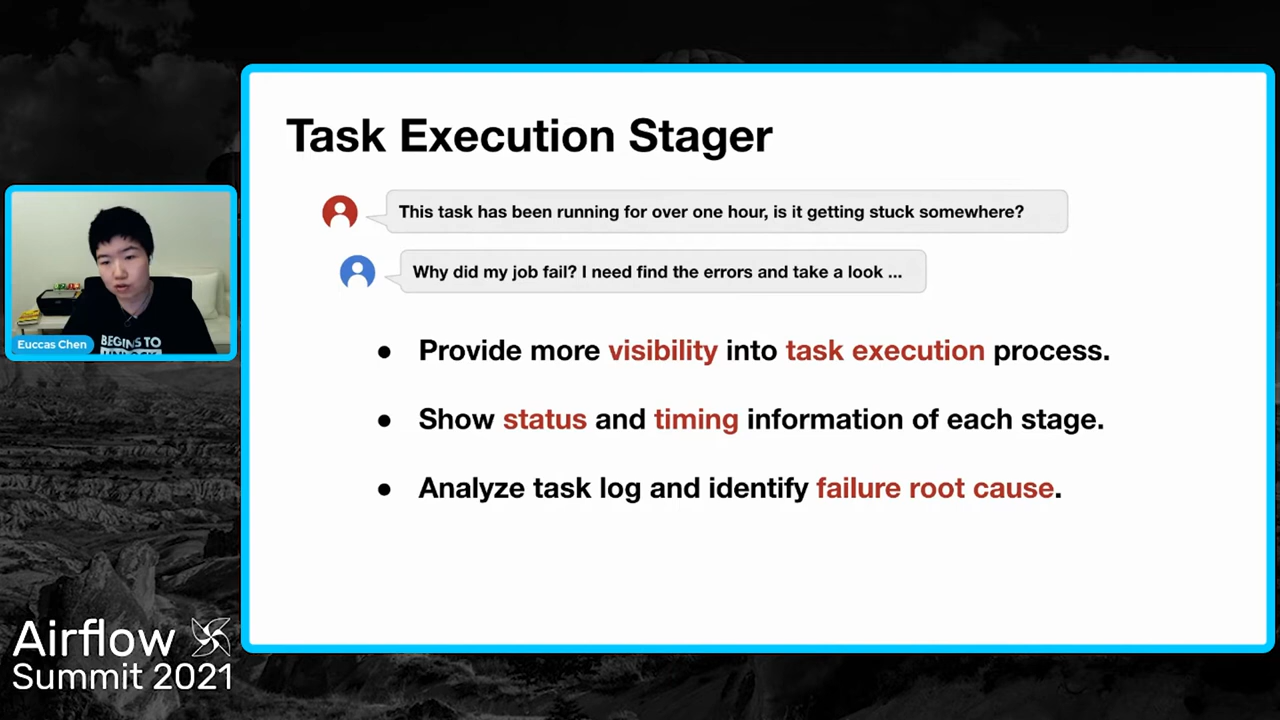 Task Execution Stager
This task has been running for over one hour, is it getting stuck somewhere?
Why did my job fail? I need find the errors and take a look ...
● Provide more visibility into task execution process.
● Show status and timing information of each stage.
● Analyze task log and identify failure root cause.
BEGINS TO
Euccas Chen
Airflow
Summit 2021